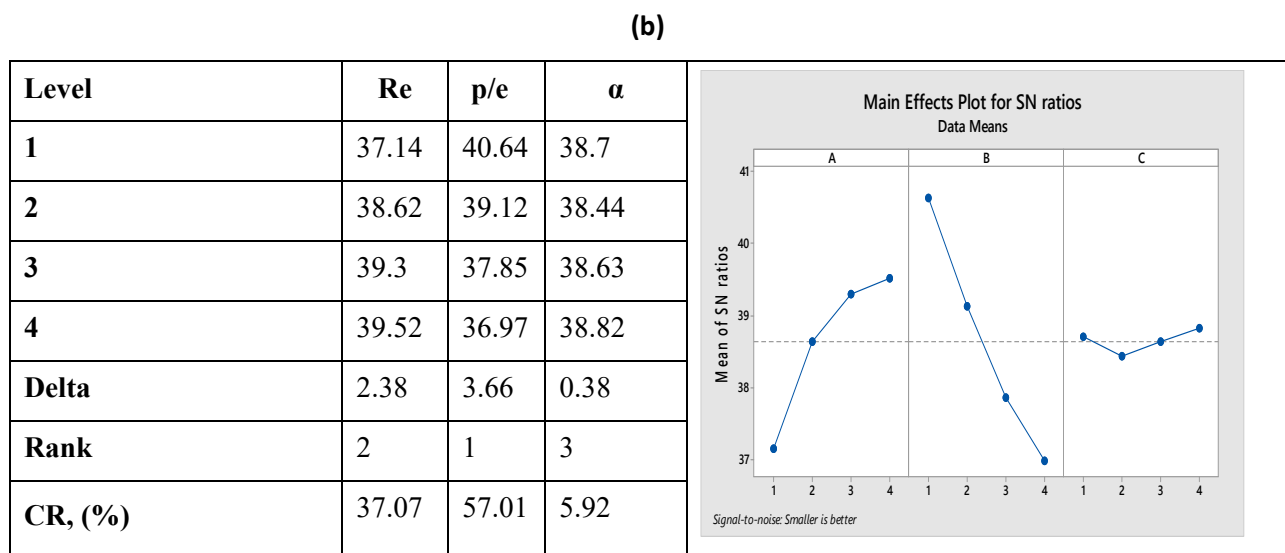 (b)
Level Re p/e α
1 37.14 40.64 38.7
2 38.62 39.12 38.44
3 39.3 37.85 38.63
4 39.52 36.97 38.82
Delta 2.38 3.66 0.38
Rank 2 1 3
CR, (%) 37.07 57.01 5.92
Main Effects Plot for SN ratios
Data Means
A B C
Mean of SN ratios
41
40
39
38
37
1 2 3 4 1 2 3 4 1 2 3 4
Signal-to-noise: Smaller is better